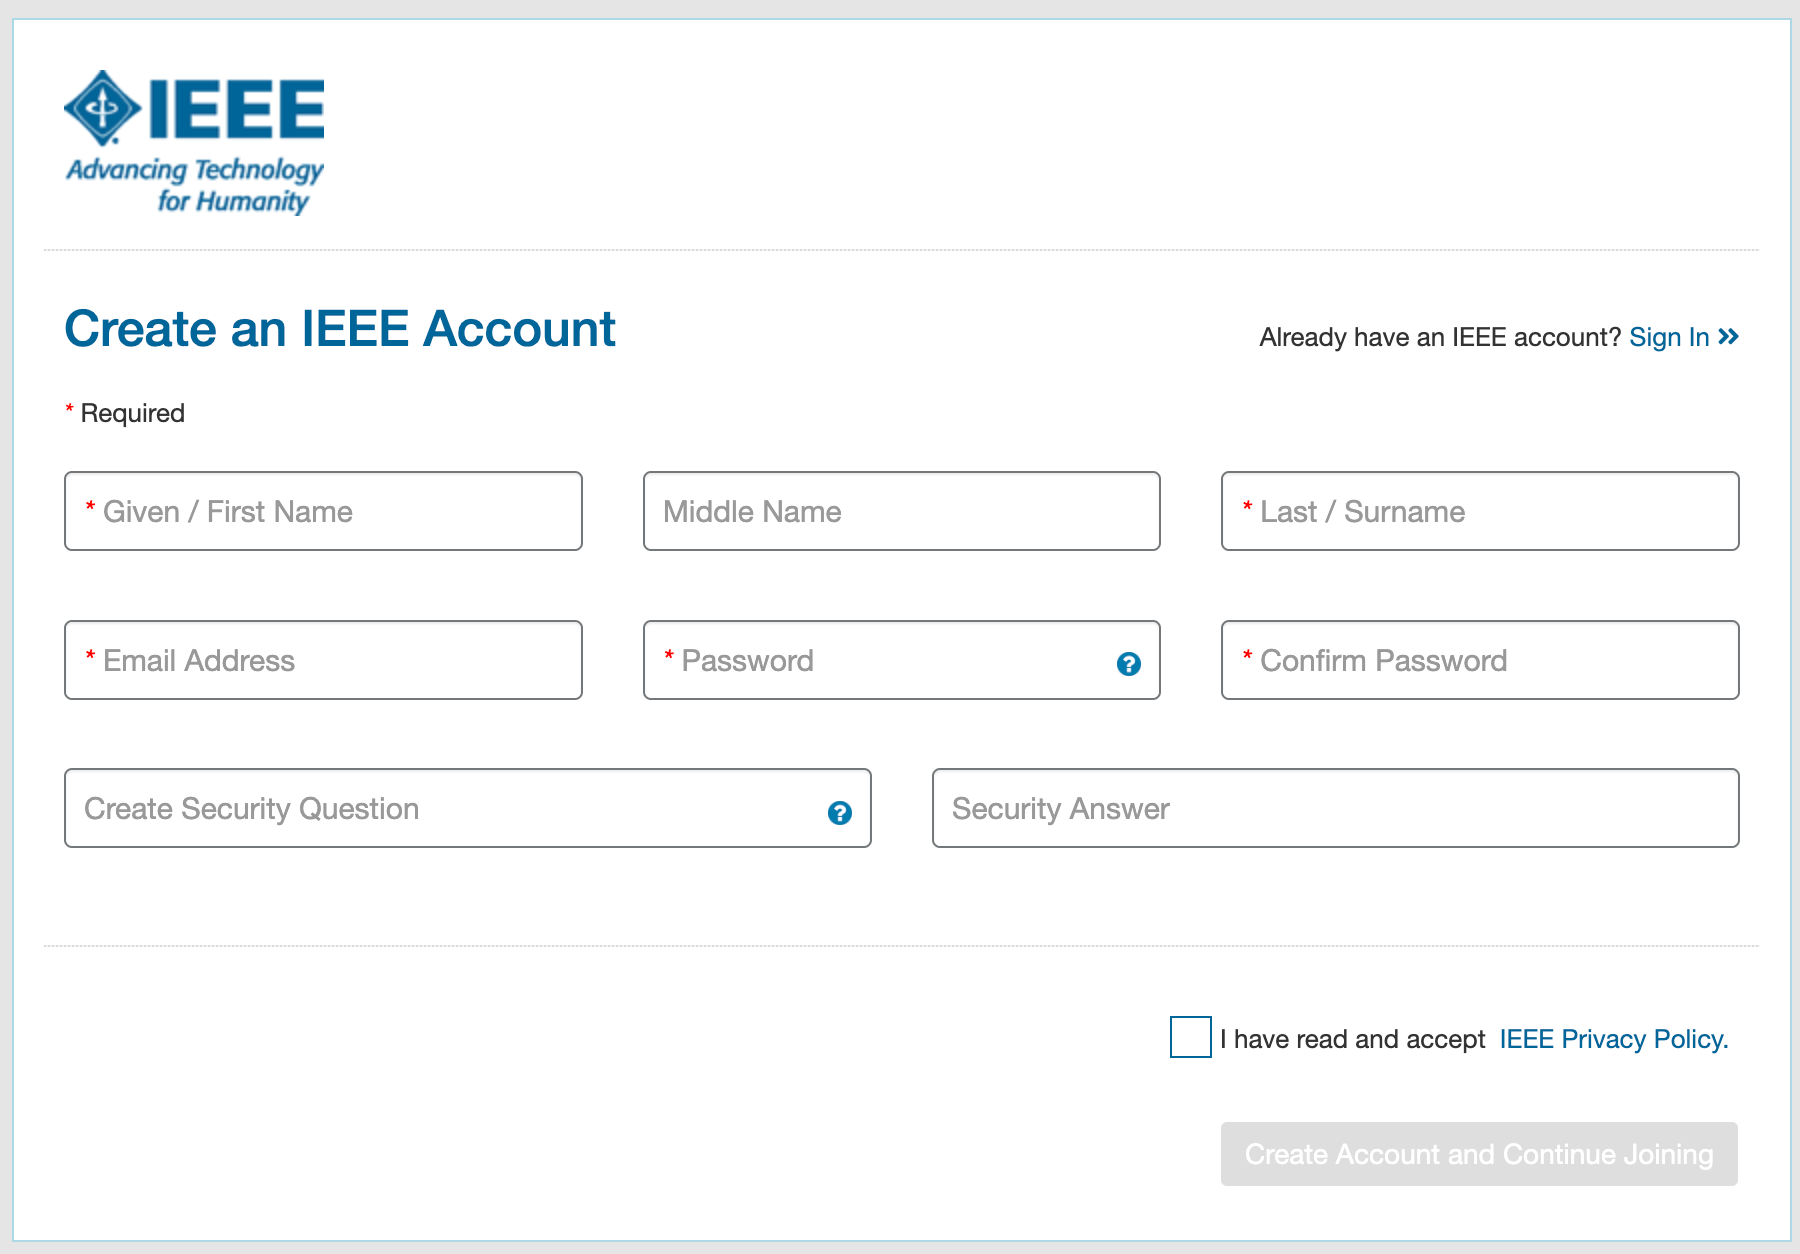 IEEE
Advancing Technology
for Humanity
Create an IEEE Account
Already have an IEEE account? Sign In »
* Required
* Given / First Name
Middle Name
* Last / Surname
* Email Address
* Password ?
* Confirm Password
Create Security Question ?
Security Answer
I have read and accept IEEE Privacy Policy.
Create Account and Continue Joining